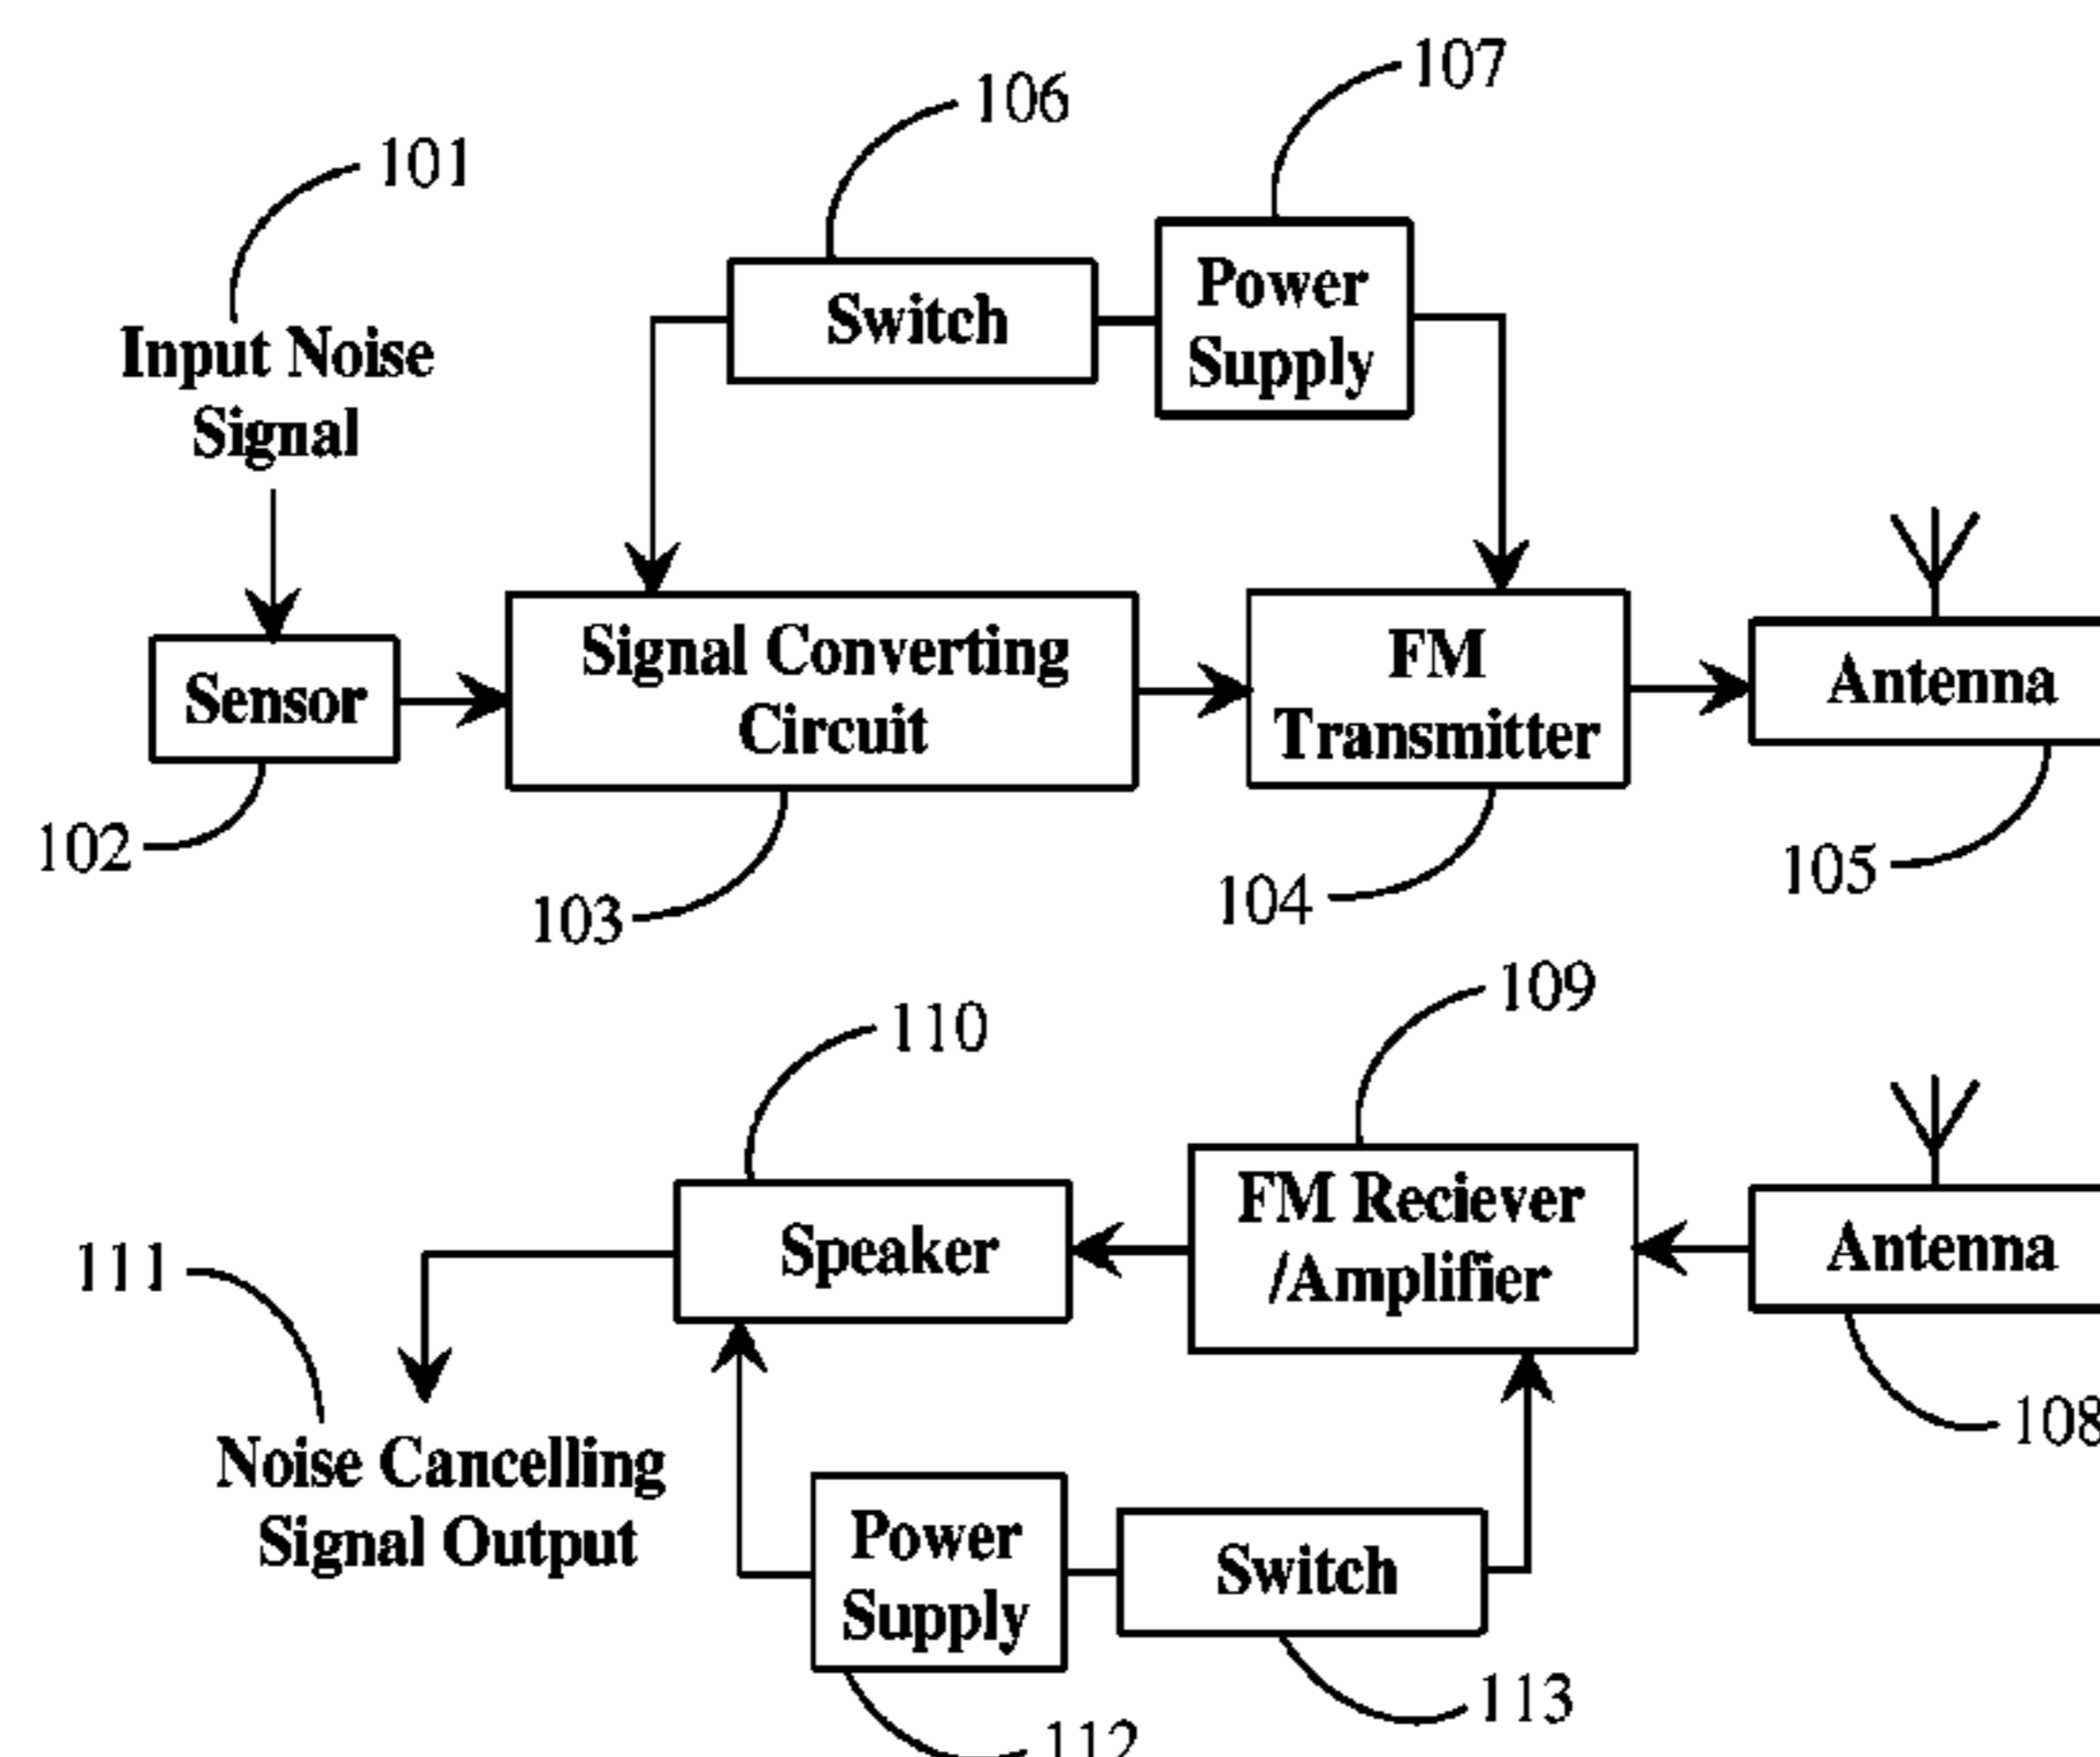 107
106
101
Power
Supply
Switch
Input Noise
Signal
Signal Converting
Circuit
FM
Transmitter
Antenna
Sensor
102
103
104
105
109
110
FM Reciever
/Amplifier
Speaker
Antenna
111
108
Noise Cancelling
Signal Output
Power
Supply
Switch
113
112